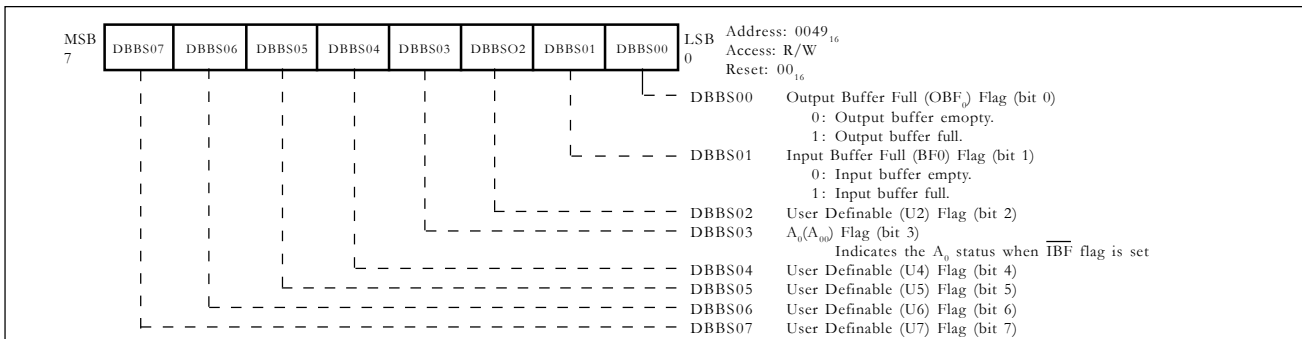 MSB
7
DBBS07 DBBS06 DBBS05 DBBS04 DBBS03 DBBSO2 DBBS01 DBBS00
LSB
0
Address: 0049₁₆
Access: R/W
Reset: 00₁₆
DBBS00 Output Buffer Full (OBF₀) Flag (bit 0)
0: Output buffer emopty.
1: Output buffer full.
DBBS01 Input Buffer Full (BF0) Flag (bit 1)
0: Input buffer empty.
1: Input buffer full.
DBBS02 User Definable (U2) Flag (bit 2)
DBBS03 A₀(A₀₀) Flag (bit 3)
Indicates the A₀ status when I̅B̅F̅ flag is set
DBBS04 User Definable (U4) Flag (bit 4)
DBBS05 User Definable (U5) Flag (bit 5)
DBBS06 User Definable (U6) Flag (bit 6)
DBBS07 User Definable (U7) Flag (bit 7)